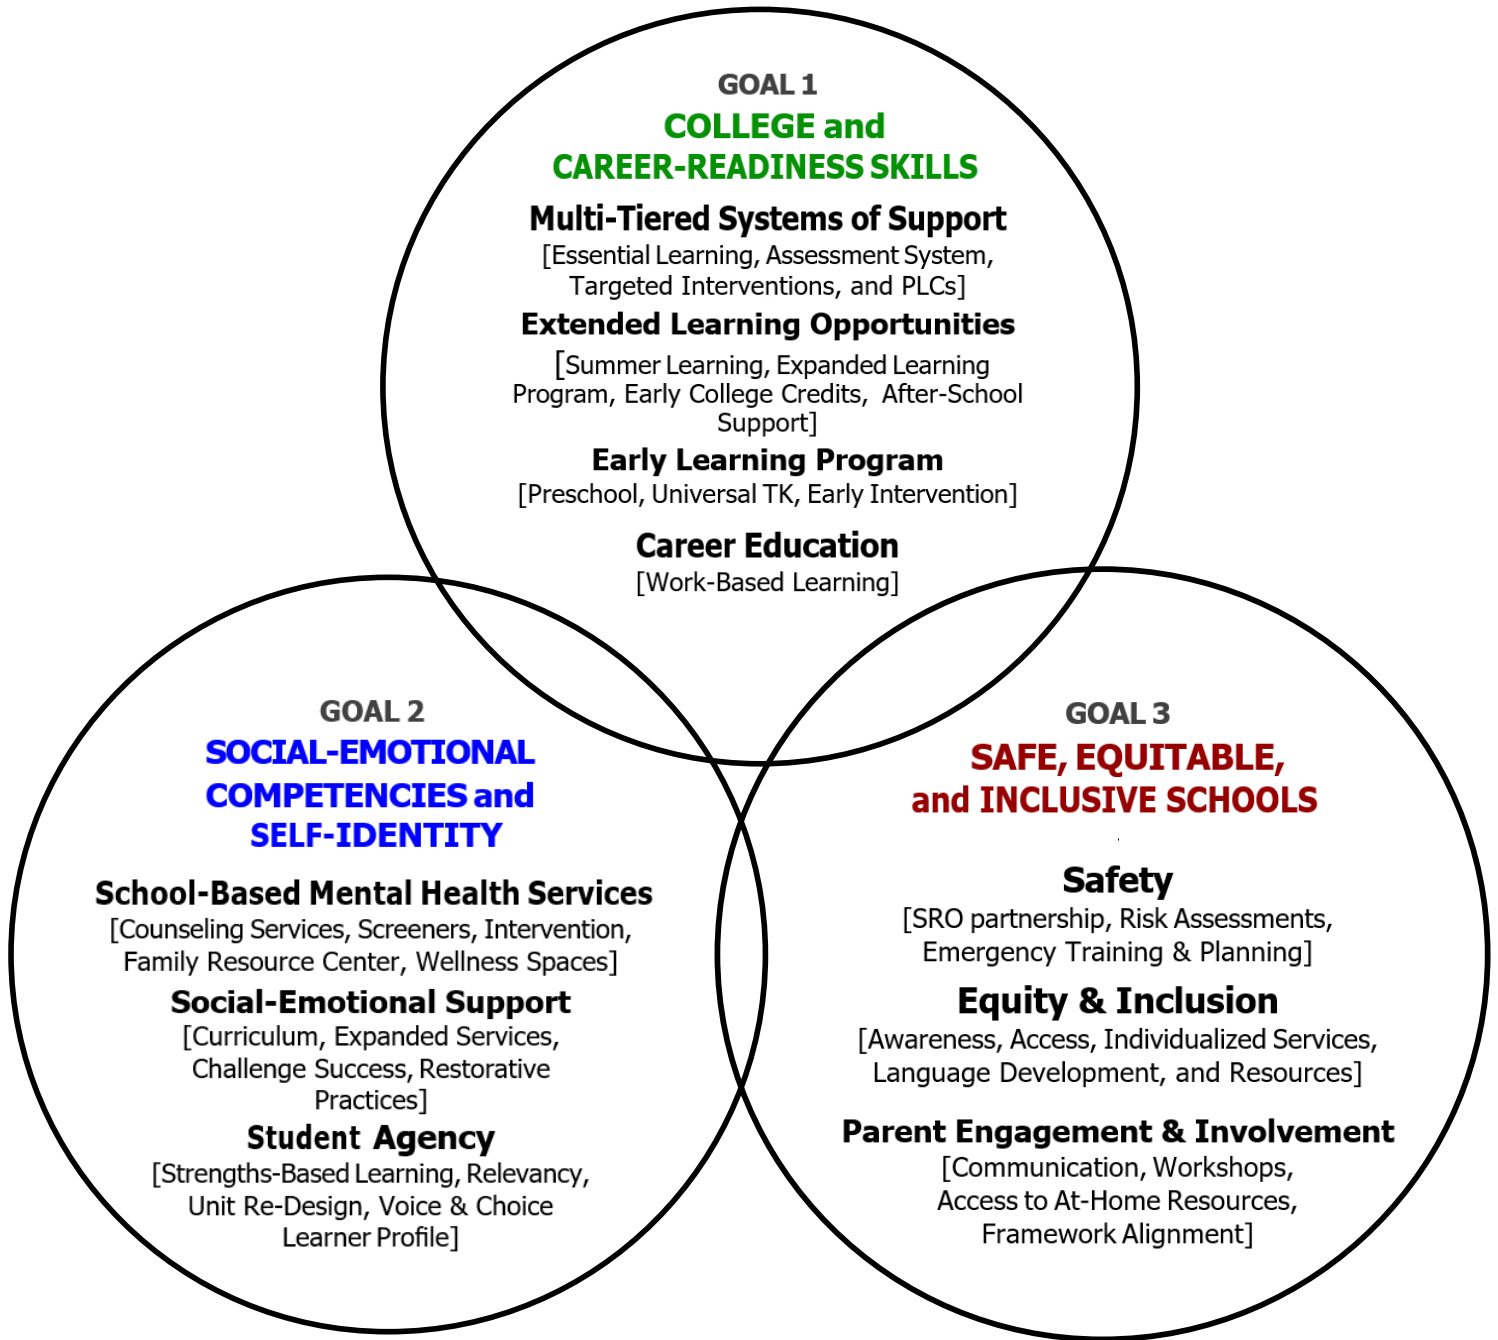 GOAL 1
COLLEGE and
CAREER-READINESS SKILLS
Multi-Tiered Systems of Support
[Essential Learning, Assessment System,
Targeted Interventions, and PLCs]
Extended Learning Opportunities
[Summer Learning, Expanded Learning
Program, Early College Credits, After-School
Support]
Early Learning Program
[Preschool, Universal TK, Early Intervention]
Career Education
[Work-Based Learning]
GOAL 2
SOCIAL-EMOTIONAL
COMPETENCIES and
SELF-IDENTITY
School-Based Mental Health Services
[Counseling Services, Screeners, Intervention,
Family Resource Center, Wellness Spaces]
Social-Emotional Support
[Curriculum, Expanded Services,
Challenge Success, Restorative
Practices]
Student Agency
[Strengths-Based Learning, Relevancy,
Unit Re-Design, Voice & Choice
Learner Profile]
GOAL 3
SAFE, EQUITABLE,
and INCLUSIVE SCHOOLS
Safety
[SRO partnership, Risk Assessments,
Emergency Training & Planning]
Equity & Inclusion
[Awareness, Access, Individualized Services,
Language Development, and Resources]
Parent Engagement & Involvement
[Communication, Workshops,
Access to At-Home Resources,
Framework Alignment]